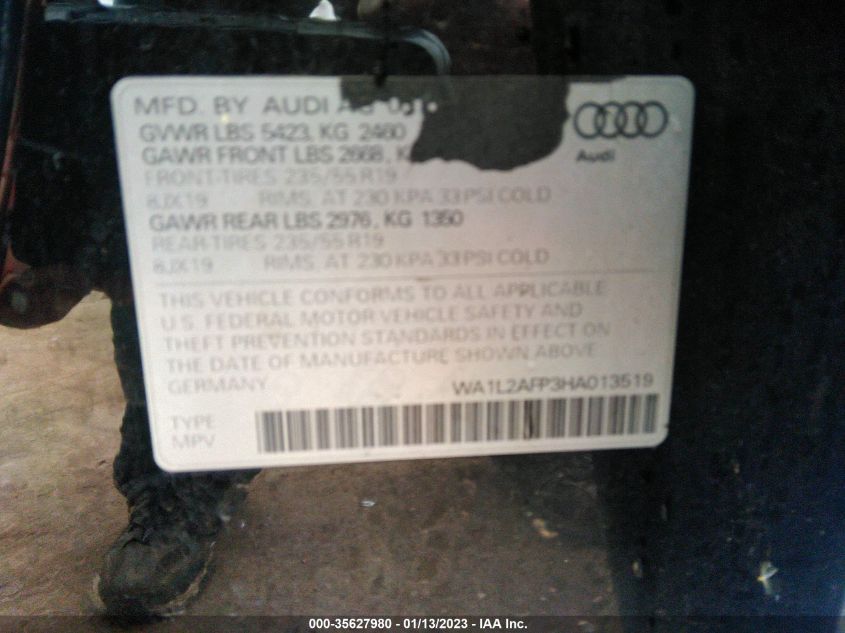 MFD. BY AUDI AG
GVWR LBS 5423, KG 2460
GAWR FRONT LBS 2668, K
FRONT-TIRES 235/55 R19
8JX19 RIMS. AT 230 KPA 33 PSI COLD
GAWR REAR LBS 2976, KG 1350
REAR-TIRES 235/55 R19
8JX19 RIMS. AT 230 KPA 33 PSI COLD
Audi
THIS VEHICLE CONFORMS TO ALL APPLICABLE
U.S. FEDERAL MOTOR VEHICLE SAFETY AND
THEFT PREVENTION STANDARDS IN EFFECT ON
THE DATE OF MANUFACTURE SHOWN ABOVE
GERMANY WA1L2AFP3HA013519
TYPE
MPV
000-35627980 - 01/13/2023 - IAA Inc.